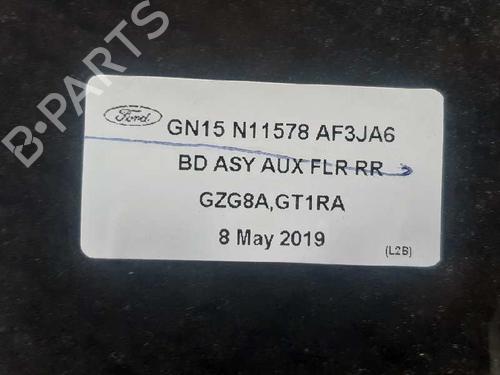 B-PARTS
Ford
GN15 N11578 AF3JA6
BD ASY AUX FLR RR
GZG8A,GT1RA
8 May 2019
(L2B)